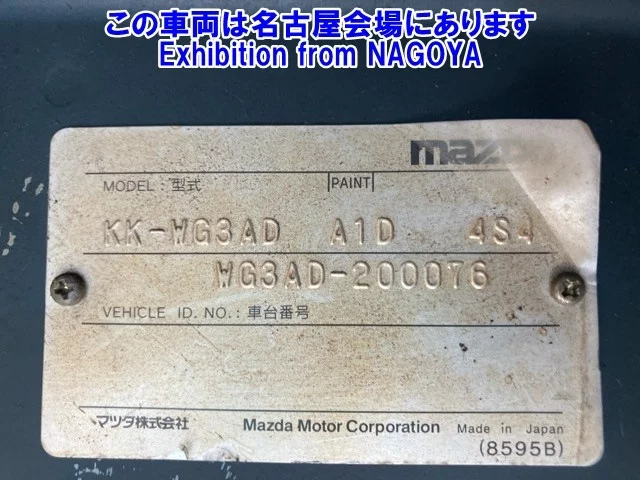 この車両は名古屋会場にあります
Exhibition from NAGOYA
mazda
MODEL : 型式 PAINT
KK-WG3AD A1D 4S4
WG3AD-200076
VEHICLE ID. NO. : 車台番号
マツダ株式会社 Mazda Motor Corporation Made in Japan
(8595B)